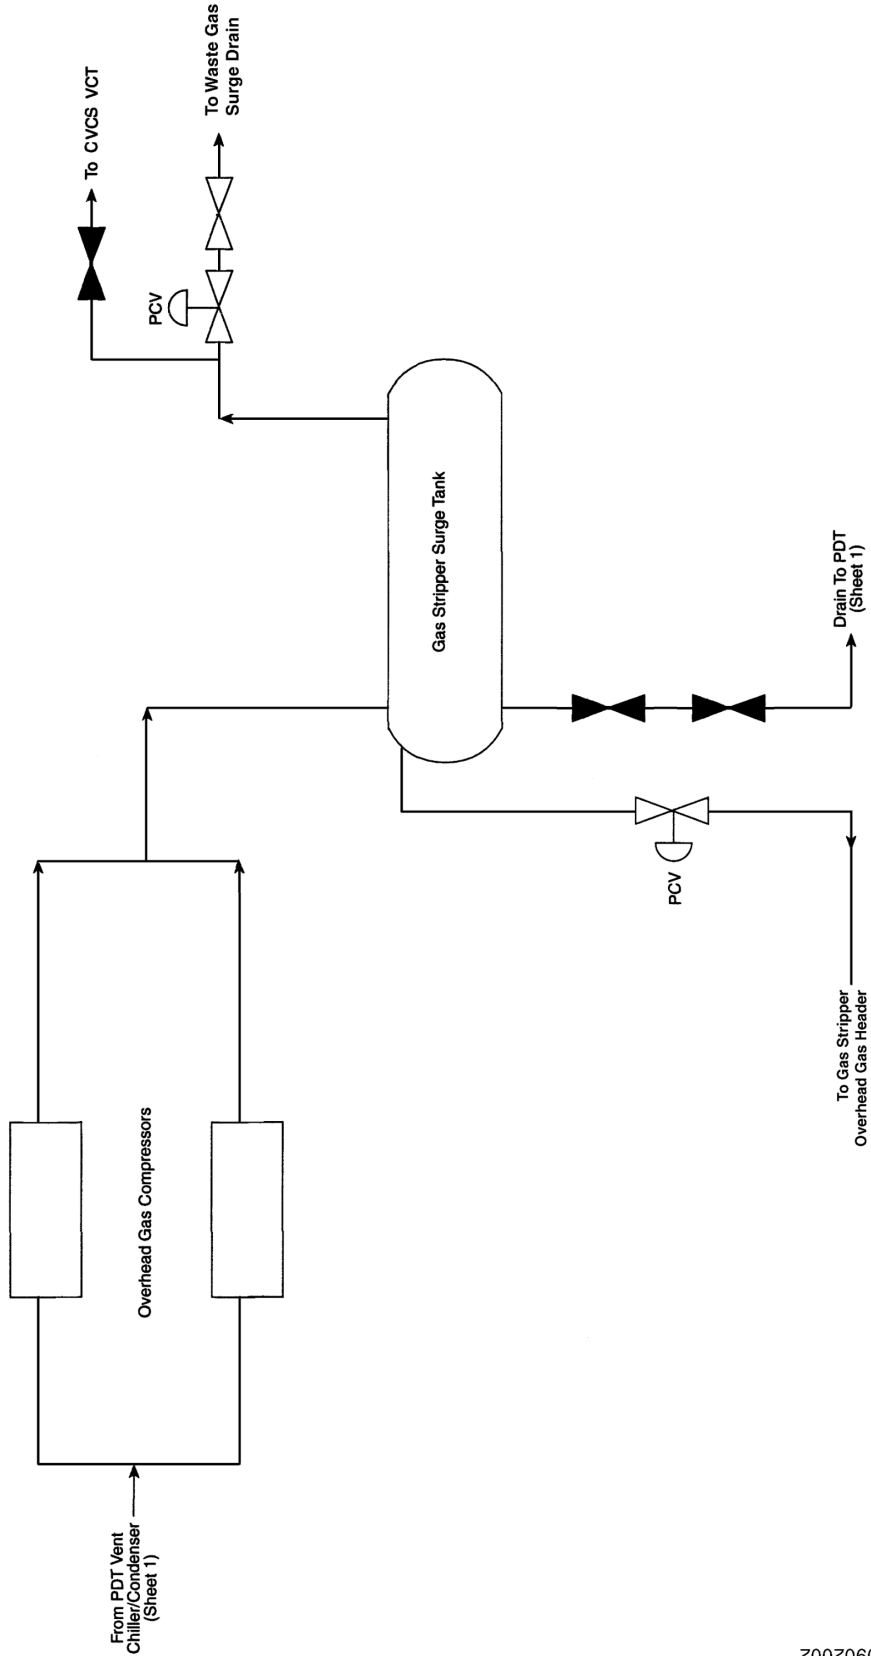 From PDT Vent
Chiller/Condenser
(Sheet 1)
Overhead Gas Compressors
To CVCS VCT
PCV
To Waste Gas
Surge Drain
Gas Stripper Surge Tank
PCV
Drain To PDT
(Sheet 1)
To Gas Stripper
Overhead Gas Header